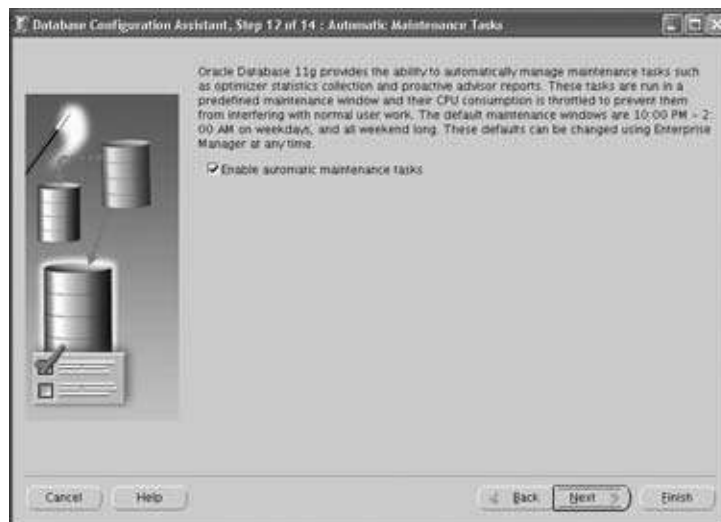 Database Configuration Assistant, Step 12 of 14 : Automatic Maintenance Tasks
Oracle Database 11g provides the ability to automatically manage maintenance tasks such
as optimizer statistics collection and proactive advisor reports. These tasks are run in a
predefined maintenance window and their CPU consumption is throttled to prevent them
from interfering with normal user work. The default maintenance windows are 10:00 PM - 2:
00 AM on weekdays, and all weekend long. These defaults can be changed using Enterprise
Manager at any time.
Enable automatic maintenance tasks
Cancel
Help
Back
Next
Finish